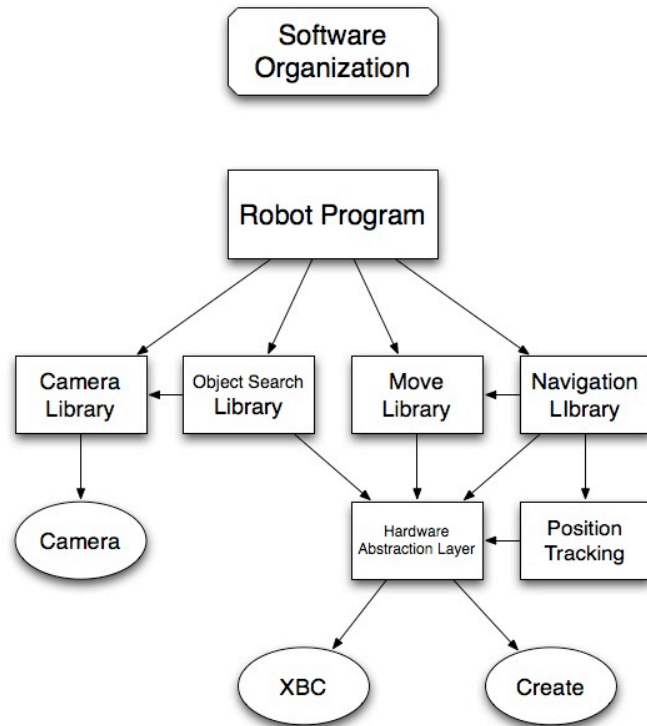 Software
Organization
Robot Program
Camera
Library
Object Search
Library
Move
Library
Navigation
LIbrary
Camera
Hardware
Abstraction Layer
Position
Tracking
XBC
Create